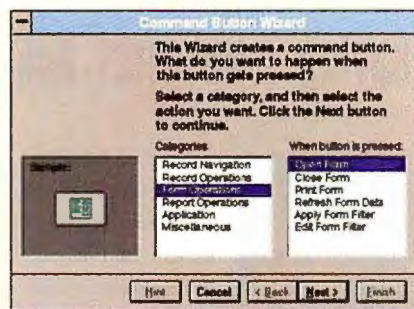 Command Button Wizard
This Wizard creates a command button.
What do you want to happen when
this button gets pressed?
Select a category, and then select the
action you want. Click the Next button
to continue.
Categories
When button is pressed:
Sample:
Record Navigation
Record Operations
Form Operations
Report Operations
Application
Miscellaneous
Open Form
Close Form
Print Form
Refresh Form Data
Apply Form Filter
Edit Form Filter
Hint
Cancel
< Back
Next >
Finish